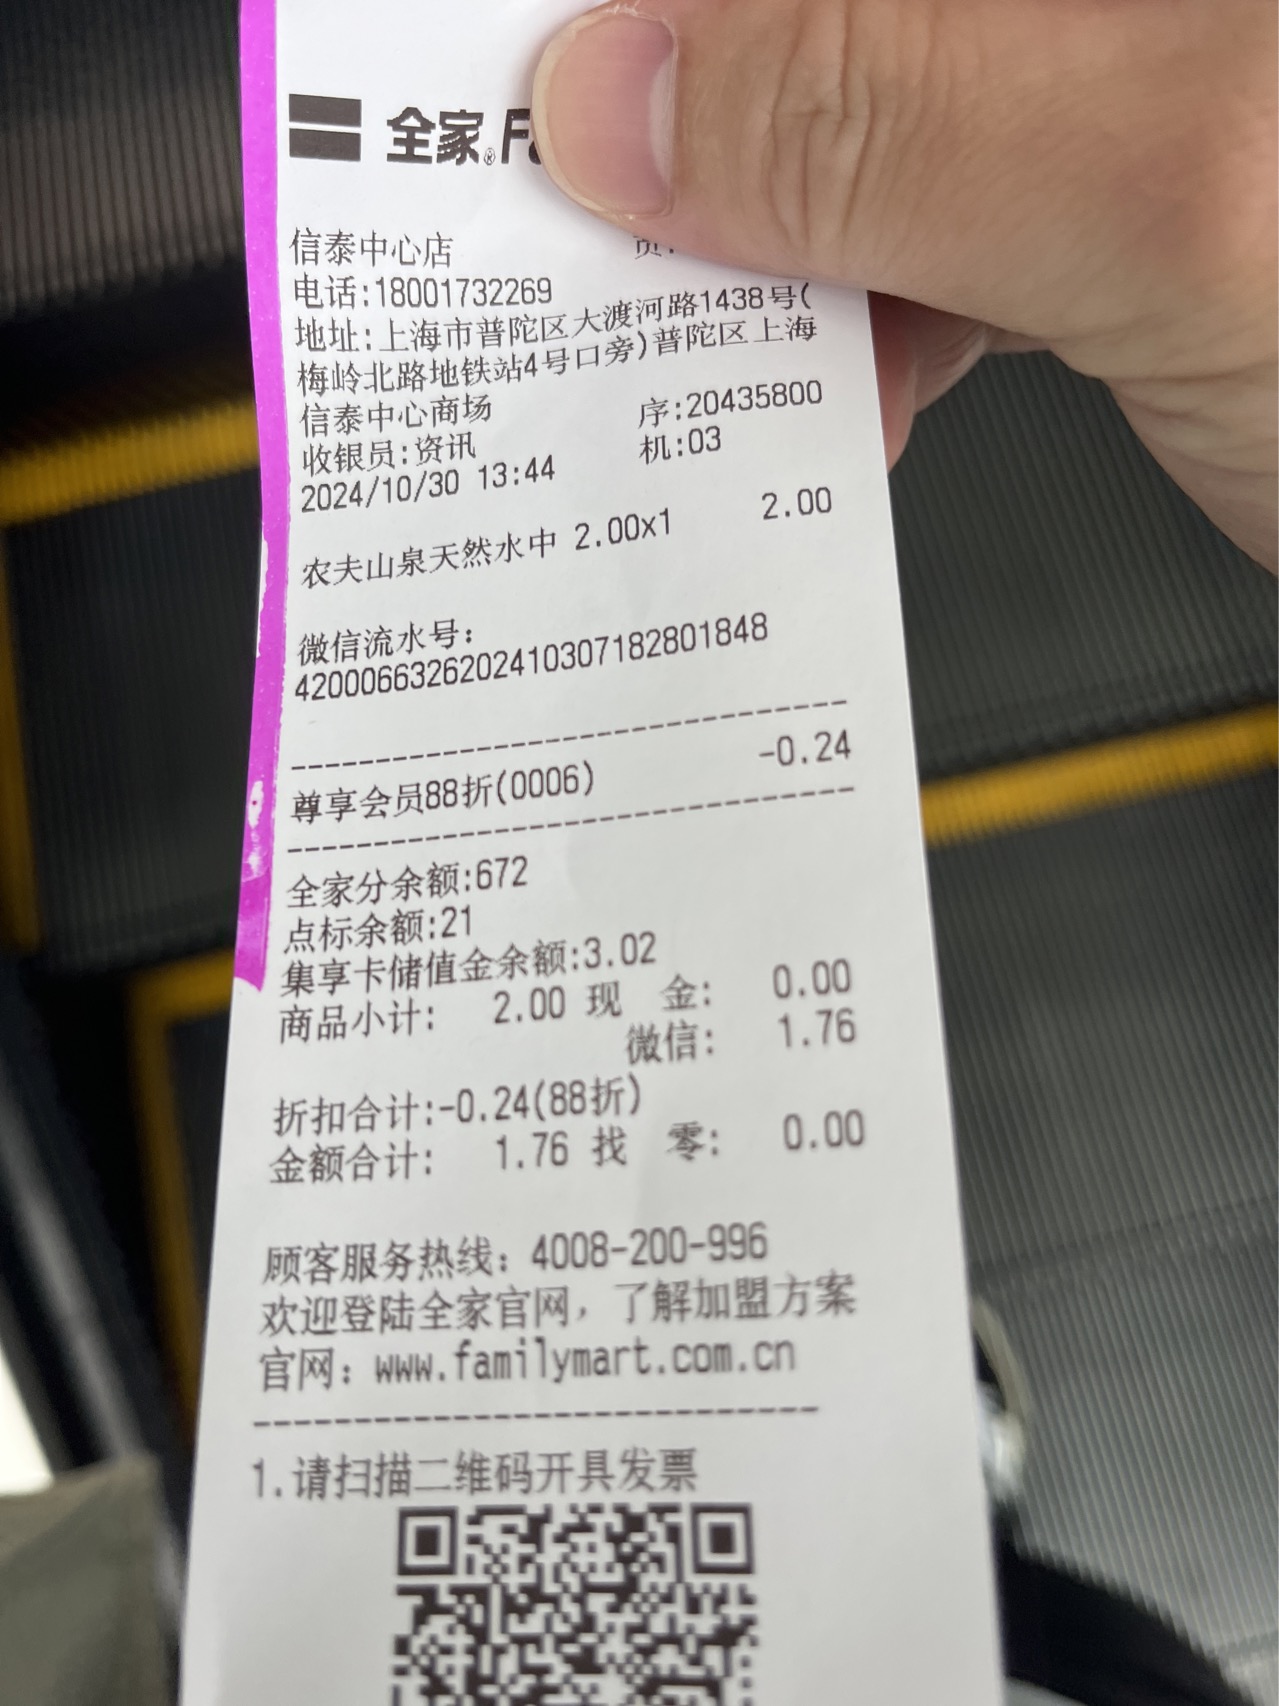 全家®
信泰中心店
电话:18001732269
地址:上海市普陀区大渡河路1438号(
梅岭北路地铁站4号口旁)普陀区上海
信泰中心商场 序:20435800
收银员:资讯 机:03
2024/10/30 13:44
农夫山泉天然水中 2.00x1 2.00
微信流水号:
4200066326202410307182801848
尊享会员88折(0006) -0.24
全家分余额:672
点标余额:21
集享卡储值金余额:3.02
商品小计: 2.00 现 金: 0.00
微信: 1.76
折扣合计:-0.24(88折)
金额合计: 1.76 找 零: 0.00
顾客服务热线: 4008-200-996
欢迎登陆全家官网，了解加盟方案
官网: www.familymart.com.cn
1.请扫描二维码开具发票